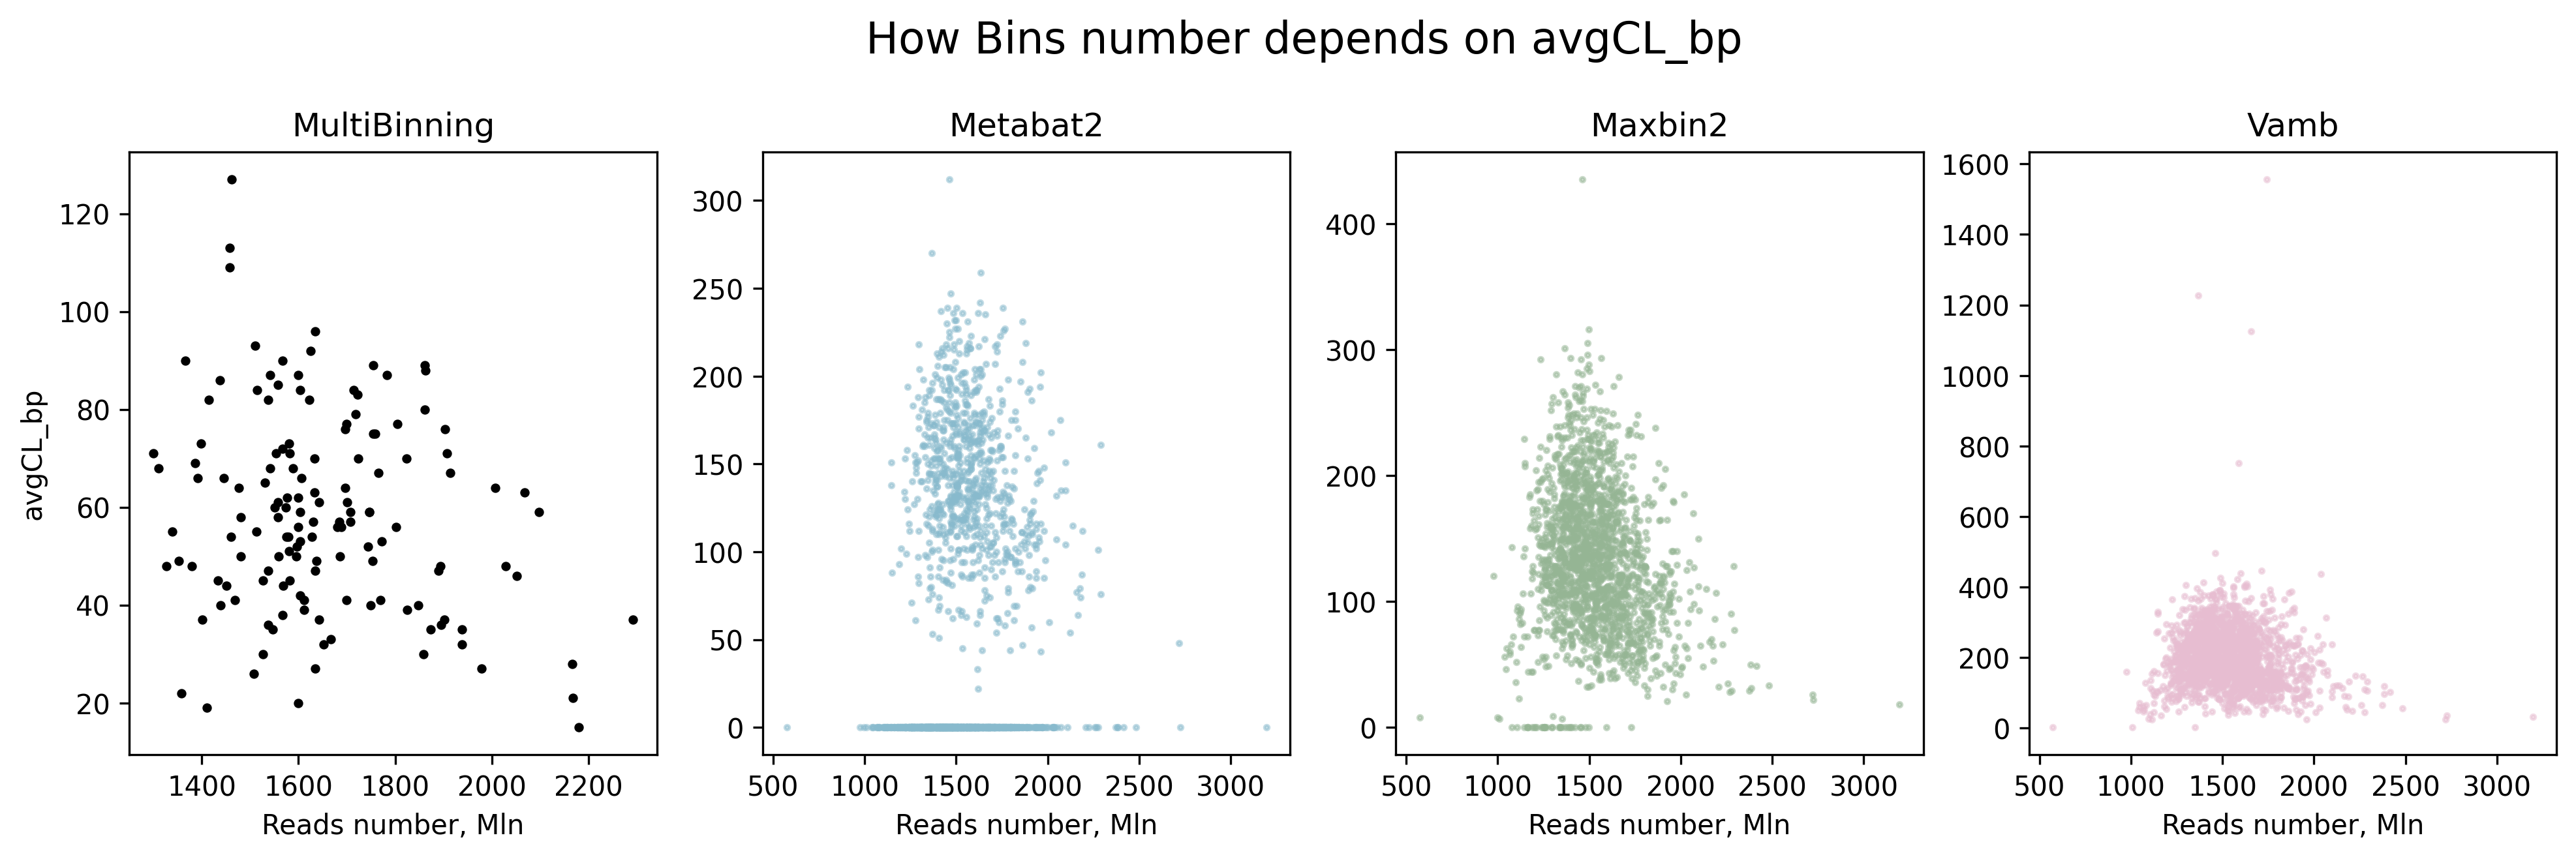 How Bins number depends on avgCL_bp
MultiBinning
Metabat2
Maxbin2
Vamb
avgCL_bp
120
100
80
60
40
20
1400 1600 1800 2000 2200
Reads number, Mln
300
250
200
150
100
50
0
500 1000 1500 2000 2500 3000
Reads number, Mln
400
300
200
100
0
500 1000 1500 2000 2500 3000
Reads number, Mln
1600
1400
1200
1000
800
600
400
200
0
500 1000 1500 2000 2500 3000
Reads number, Mln